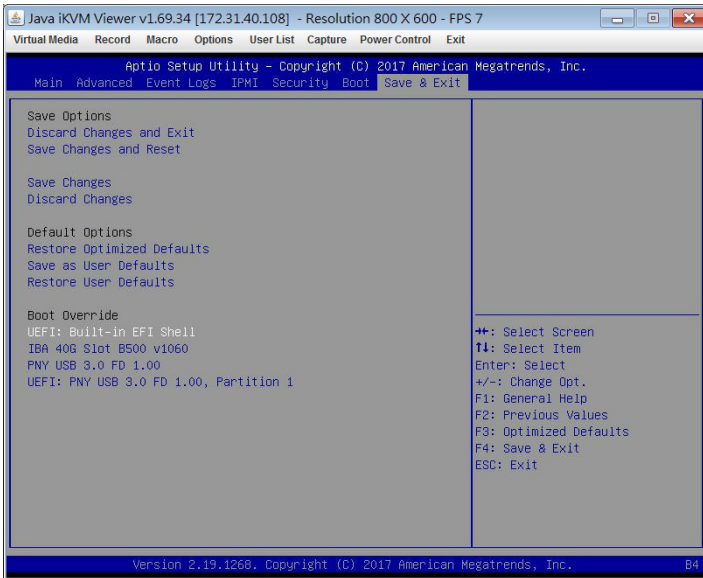 Java iKVM Viewer v1.69.34 [172.31.40.108] - Resolution 800 X 600 - FPS 7
Virtual Media Record Macro Options User List Capture Power Control Exit
Aptio Setup Utility – Copyright (C) 2017 American Megatrends, Inc.
Main Advanced Event Logs IPMI Security Boot Save & Exit
Save Options
Discard Changes and Exit
Save Changes and Reset
Save Changes
Discard Changes
Default Options
Restore Optimized Defaults
Save as User Defaults
Restore User Defaults
Boot Override
UEFI: Built-in EFI Shell
IBA 40G Slot B500 v1060
PNY USB 3.0 FD 1.00
UEFI: PNY USB 3.0 FD 1.00, Partition 1
→←: Select Screen
↑↓: Select Item
Enter: Select
+/-: Change Opt.
F1: General Help
F2: Previous Values
F3: Optimized Defaults
F4: Save & Exit
ESC: Exit
Version 2.19.1268. Copyright (C) 2017 American Megatrends, Inc.
B4